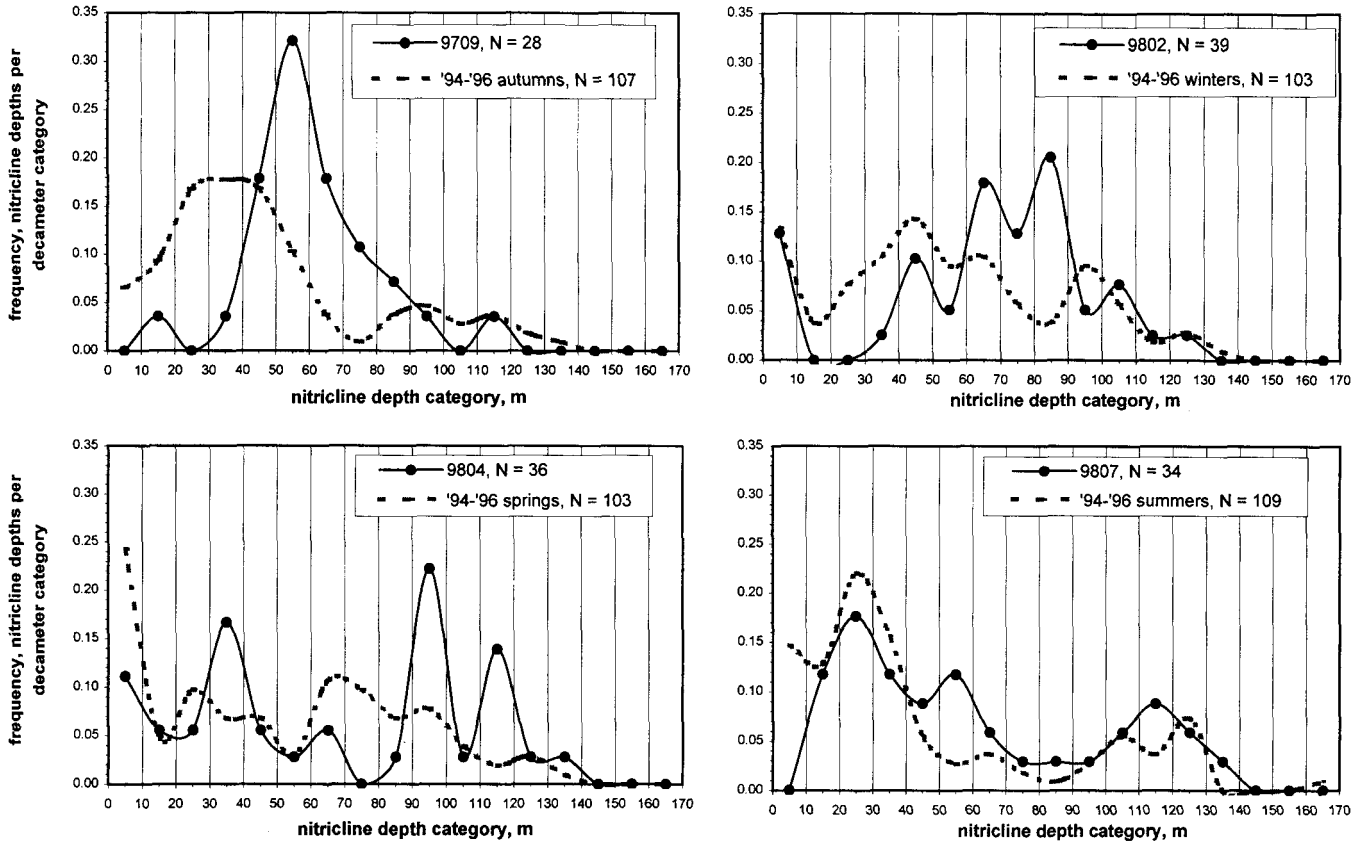 0.35
0.30
0.25
0.20
0.15
0.10
0.05
0.00
frequency, nitricline depths per
decameter category
9709, N = 28
'94-'96 autumns, N = 107
0 10 20 30 40 50 60 70 80 90 100 110 120 130 140 150 160 170
nitricline depth category, m
0.35
0.30
0.25
0.20
0.15
0.10
0.05
0.00
9802, N = 39
'94-'96 winters, N = 103
0 10 20 30 40 50 60 70 80 90 100 110 120 130 140 150 160 170
nitricline depth category, m
0.35
0.30
0.25
0.20
0.15
0.10
0.05
0.00
frequency, nitricline depths per
decameter category
9804, N = 36
'94-'96 springs, N = 103
0 10 20 30 40 50 60 70 80 90 100 110 120 130 140 150 160 170
nitricline depth category, m
0.35
0.30
0.25
0.20
0.15
0.10
0.05
0.00
9807, N = 34
'94-'96 summers, N = 109
0 10 20 30 40 50 60 70 80 90 100 110 120 130 140 150 160 170
nitricline depth category, m